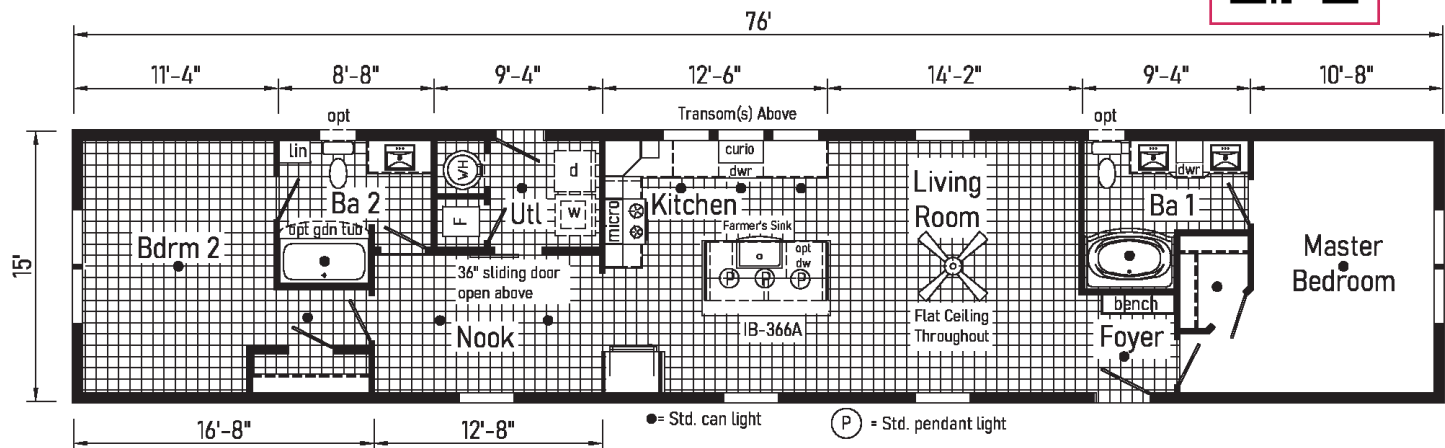 76'
11'-4"
8'-8"
9'-4"
12'-6"
14'-2"
9'-4"
10'-8"
opt
Transom(s) Above
opt
lin
WH
d
curio
dwr
dwr
Ba 2
F
Utl
w
micro
Kitchen
Living
Room
Ba 1
opt gdn tub
Farmer's Sink
opt
dw
15'
Bdrm 2
Master
Bedroom
36" sliding door
open above
P P P
bench
Nook
IB-366A
Flat Ceiling
Throughout
Foyer
= Std. can light
P = Std. pendant light
16'-8"
12'-8"